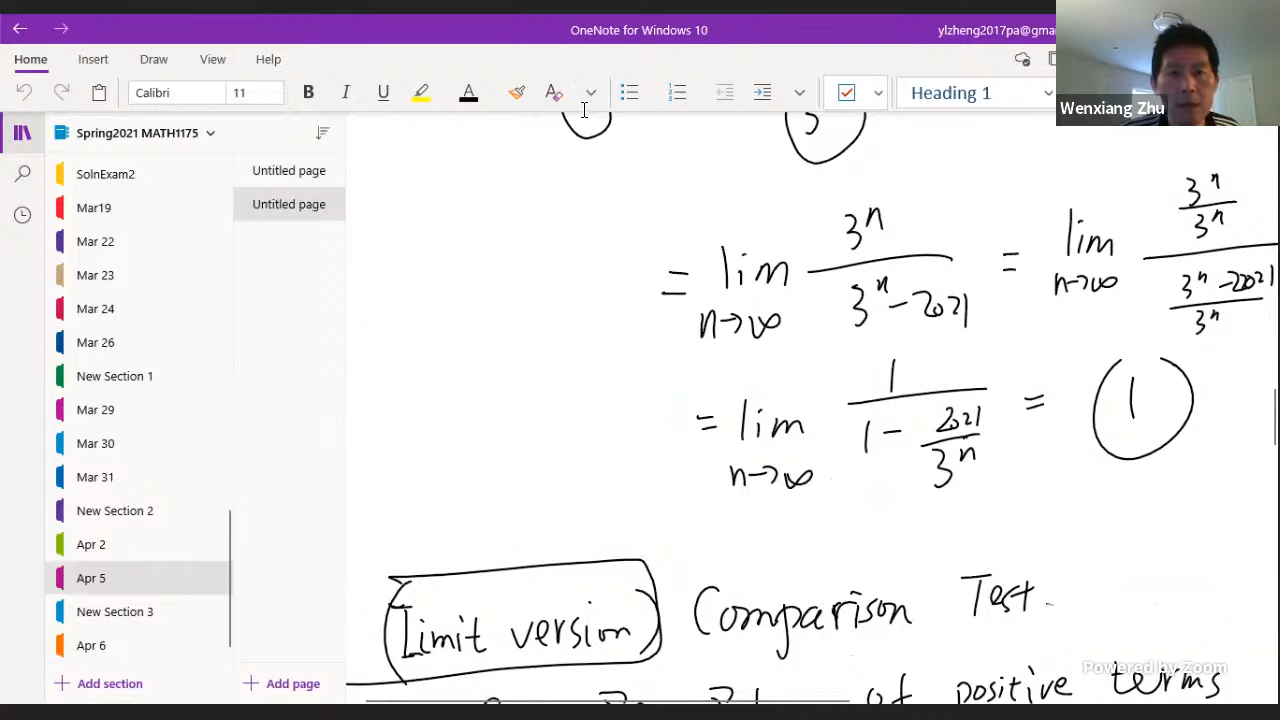 OneNote for Windows 10
ylzheng2017pa@gma
Home Insert Draw View Help
Calibri 11 B I U A A Heading 1
Wenxiang Zhu
Spring2021 MATH1175
SolnExam2
Mar19
Mar 22
Mar 23
Mar 24
Mar 26
New Section 1
Mar 29
Mar 30
Mar 31
New Section 2
Apr 2
Apr 5
New Section 3
Apr 6
Add section
Untitled page
Untitled page
Add page
= lim n→∞ 3^n / (3^n - 2021) = lim n→∞ (3^n / 3^n) / ((3^n - 2021) / 3^n)
= lim n→∞ 1 / (1 - 2021 / 3^n) = 1
(Limit version) Comparison Test.
of positive terms
Powered by Zoom